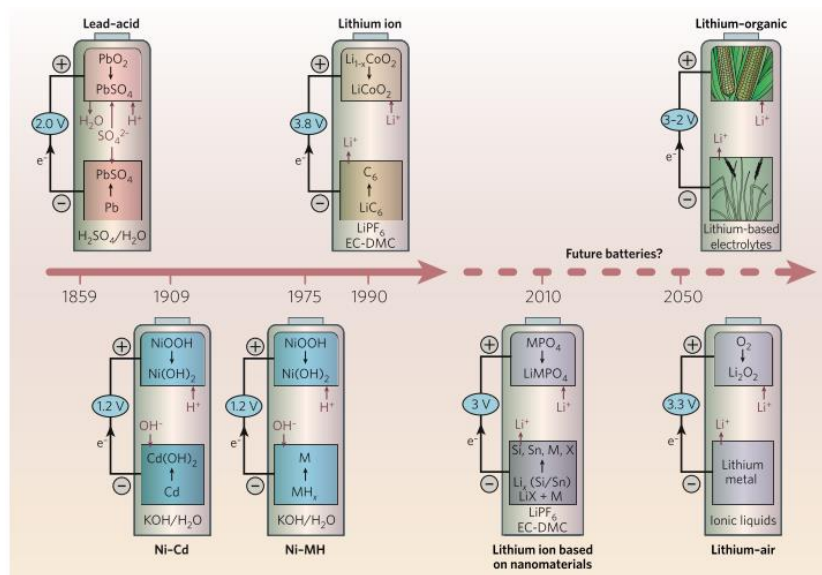 Lead–acid
+
PbO₂
PbSO₄
H₂O
H⁺
SO₄²⁻
2.0 V
e⁻
PbSO₄
Pb
−
H₂SO₄/H₂O
Lithium ion
+
Li₁₋ₓCoO₂
LiCoO₂
Li⁺
3.8 V
Li⁺
e⁻
C₆
LiC₆
−
LiPF₆
EC-DMC
Lithium–organic
+
Li⁺
3–2 V
Li⁺
e⁻
−
Lithium-based
electrolytes
Future batteries?
1859
1909
1975
1990
2010
2050
+
NiOOH
Ni(OH)₂
H⁺
1.2 V
OH⁻
e⁻
Cd(OH)₂
Cd
−
KOH/H₂O
Ni–Cd
+
NiOOH
Ni(OH)₂
H⁺
1.2 V
OH⁻
e⁻
M
MHₓ
−
KOH/H₂O
Ni–MH
+
MPO₄
LiMPO₄
Li⁺
3 V
Li⁺
e⁻
Si, Sn, M, X
Liₓ (Si/Sn)
LiX + M
−
LiPF₆
EC-DMC
Lithium ion based
on nanomaterials
+
O₂
Li₂O₂
Li⁺
3.3 V
Li⁺
e⁻
Lithium
metal
−
Ionic liquids
Lithium–air